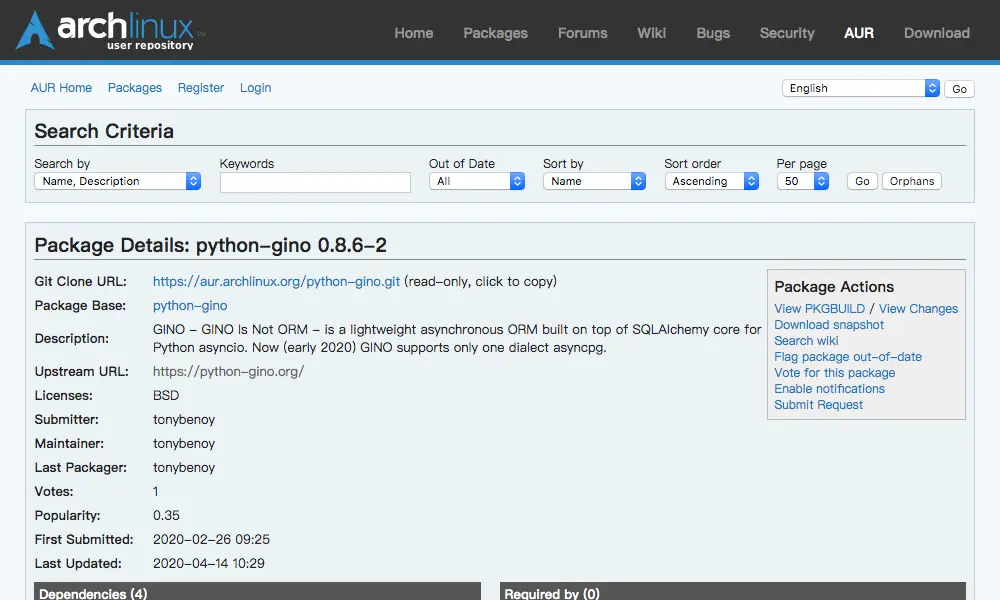 archlinux TM
user repository
Home Packages Forums Wiki Bugs Security AUR Download
AUR Home Packages Register Login
English Go
Search Criteria
Search by Keywords Out of Date Sort by Sort order Per page
Name, Description All Name Ascending 50 Go Orphans
Package Details: python-gino 0.8.6-2
Git Clone URL: https://aur.archlinux.org/python-gino.git (read-only, click to copy)
Package Base: python-gino
Description: GINO - GINO Is Not ORM - is a lightweight asynchronous ORM built on top of SQLAlchemy core for
Python asyncio. Now (early 2020) GINO supports only one dialect asyncpg.
Upstream URL: https://python-gino.org/
Licenses: BSD
Submitter: tonybenoy
Maintainer: tonybenoy
Last Packager: tonybenoy
Votes: 1
Popularity: 0.35
First Submitted: 2020-02-26 09:25
Last Updated: 2020-04-14 10:29
Package Actions
View PKGBUILD / View Changes
Download snapshot
Search wiki
Flag package out-of-date
Vote for this package
Enable notifications
Submit Request
Dependencies (4)
Required by (0)